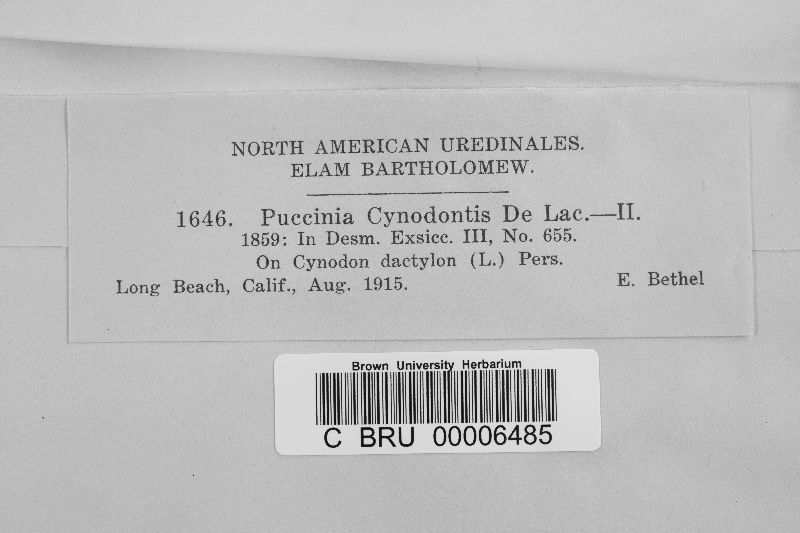 NORTH AMERICAN UREDINALES.
ELAM BARTHOLOMEW.
1646. Puccinia Cynodontis De Lac.—II.
1859: In Desm. Exsicc. III, No. 655.
On Cynodon dactylon (L.) Pers.
Long Beach, Calif., Aug. 1915. E. Bethel
Brown University Herbarium
C BRU 00006485